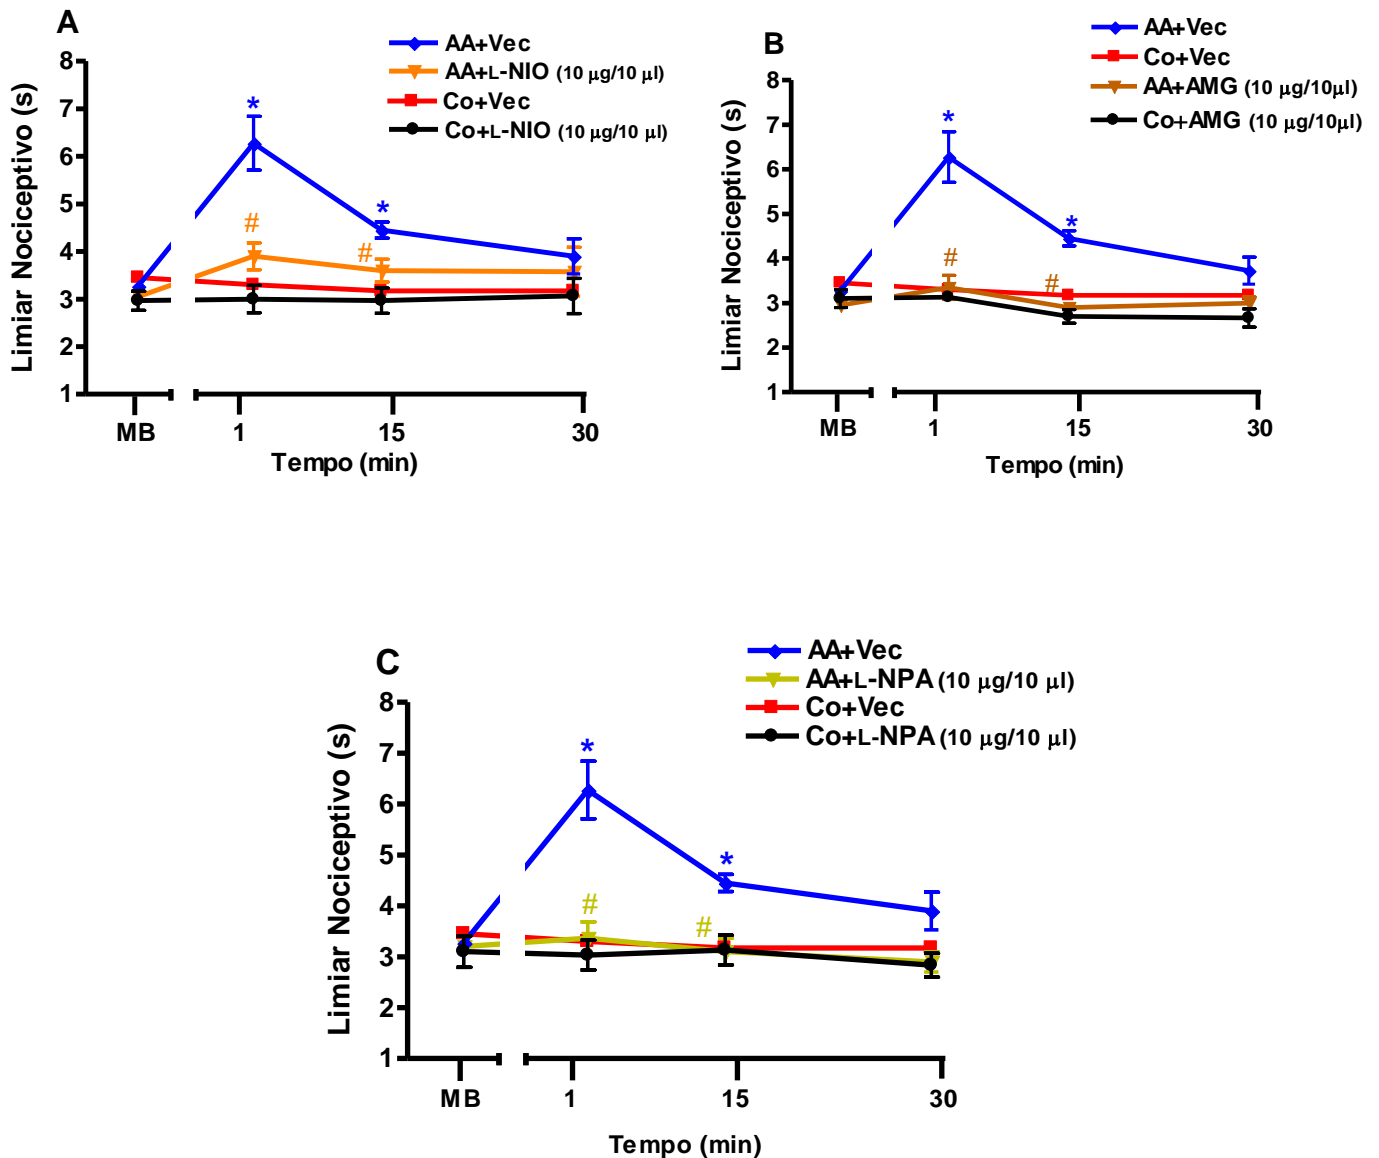 A
AA+Vec
AA+L-NIO (10 µg/10 µl)
Co+Vec
Co+L-NIO (10 µg/10 µl)
Limiar Nociceptivo (s)
8
7
6
5
4
3
2
1
*
*
#
#
MB 1 15 30
Tempo (min)
B
AA+Vec
Co+Vec
AA+AMG (10 µg/10µl)
Co+AMG (10 µg/10µl)
Limiar Nociceptivo (s)
8
7
6
5
4
3
2
1
*
*
#
#
MB 1 15 30
Tempo (min)
C
AA+Vec
AA+L-NPA (10 µg/10 µl)
Co+Vec
Co+L-NPA (10 µg/10 µl)
Limiar Nociceptivo (s)
8
7
6
5
4
3
2
1
*
*
#
#
MB 1 15 30
Tempo (min)